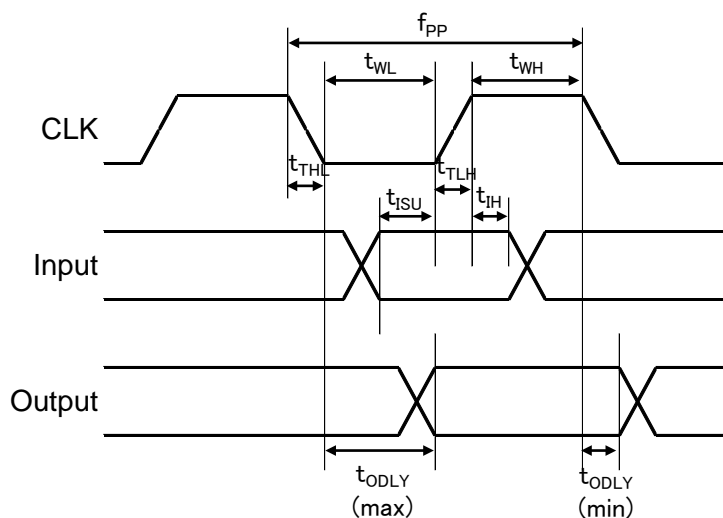 fPP
tWL
tWH
CLK
tTHL
tTLH
tISU
tIH
Input
Output
tODLY
(max)
tODLY
(min)